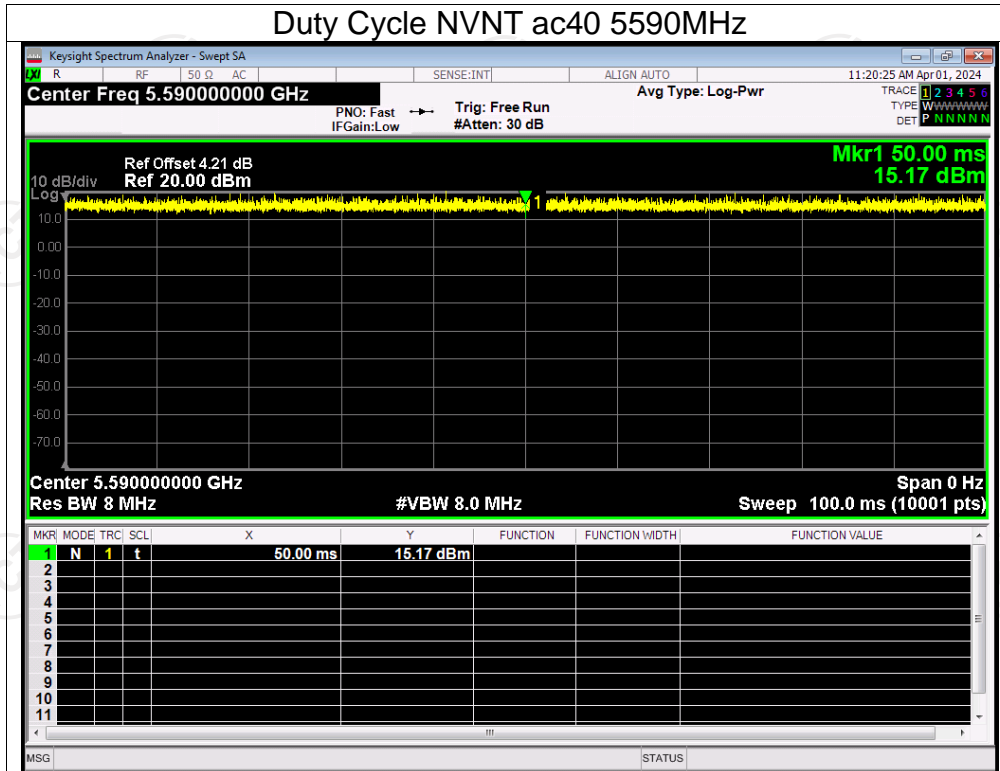 Duty Cycle NVNT ac40 5590MHz
Keysight Spectrum Analyzer - Swept SA
LXI R RF 50 Ω AC SENSE:INT ALIGN AUTO 11:20:25 AM Apr 01, 2024
Center Freq 5.590000000 GHz Avg Type: Log-Pwr TRACE 1 2 3 4 5 6
PNO: Fast Trig: Free Run TYPE WWWWWW
IFGain:Low #Atten: 30 dB DET P N N N N N
Ref Offset 4.21 dB Mkr1 50.00 ms
10 dB/div Ref 20.00 dBm 15.17 dBm
Log
1
10.0
0.00
-10.0
-20.0
-30.0
-40.0
-50.0
-60.0
-70.0
Center 5.590000000 GHz Span 0 Hz
Res BW 8 MHz #VBW 8.0 MHz Sweep 100.0 ms (10001 pts)
MKR MODE TRC SCL X Y FUNCTION FUNCTION WIDTH FUNCTION VALUE
1 N 1 t 50.00 ms 15.17 dBm
2
3
4
5
6
7
8
9
10
11
MSG STATUS